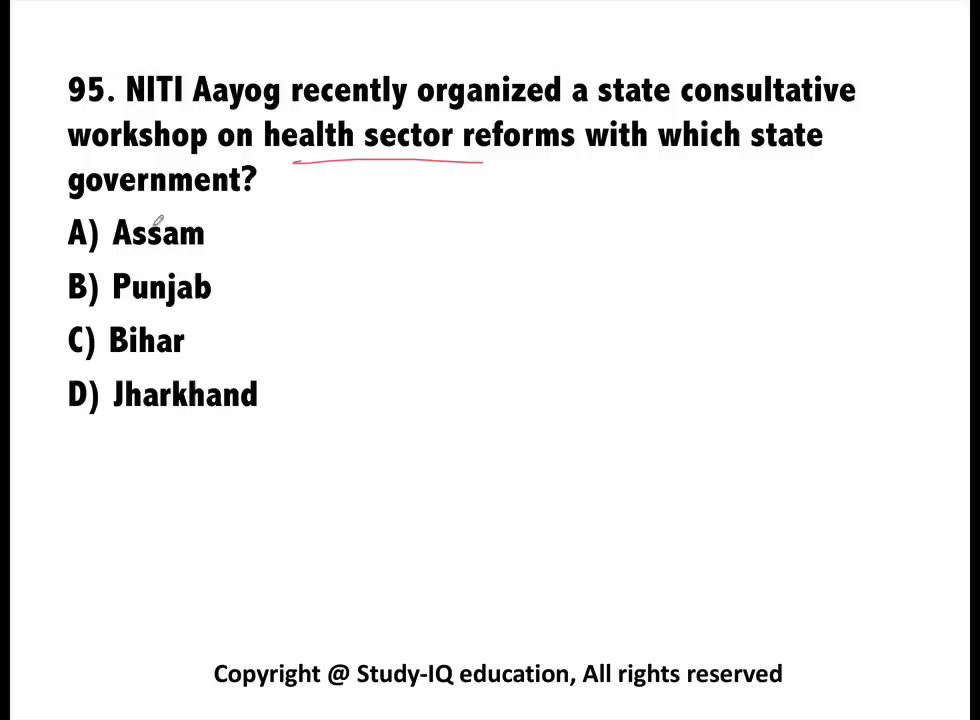 95. NITI Aayog recently organized a state consultative
workshop on health sector reforms with which state
government?
A) Assam
B) Punjab
C) Bihar
D) Jharkhand
Copyright @ Study-IQ education, All rights reserved